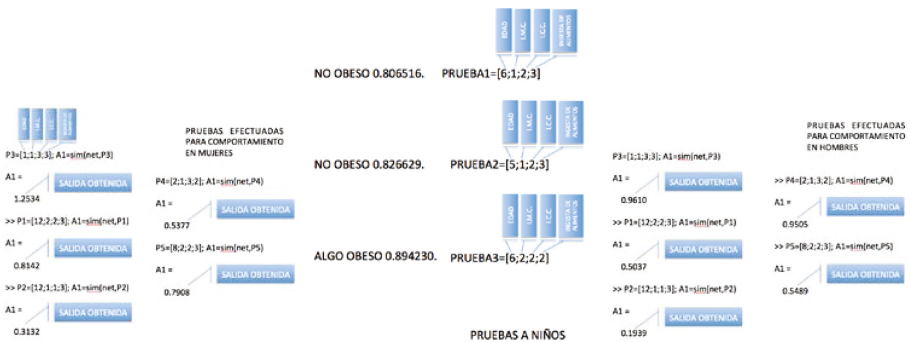 EDAD
I.M.C.
I.C.C.
P3=[1;1;3;3]; A1=sim(net,P3)
A1 =
SALIDA OBTENIDA
1.2534
>> P1=[12;2;2;3]; A1=sim(net,P1)
A1 =
SALIDA OBTENIDA
0.8142
>> P2=[12;1;1;3]; A1=sim(net,P2)
A1 =
SALIDA OBTENIDA
0.3132
PRUEBAS EFECTUADAS
PARA COMPORTAMIENTO
EN MUJERES
P4=[2;1;3;2]; A1=sim(net,P4)
A1 =
SALIDA OBTENIDA
0.5377
P5=[8;2;2;3]; A1=sim(net,P5)
A1 =
SALIDA OBTENIDA
0.7908
EDAD
I.M.C.
I.C.C.
INGESTA DE
ALIMENTOS
NO OBESO 0.806516. PRUEBA1=[6;1;2;3]
EDAD
I.M.C.
I.C.C.
INGESTA DE
ALIMENTOS
NO OBESO 0.826629. PRUEBA2=[5;1;2;3]
EDAD
I.M.C.
I.C.C.
INGESTA DE
ALIMENTOS
ALGO OBESO 0.894230. PRUEBA3=[6;2;2;2]
PRUEBAS A NIÑOS
P3=[1;1;3;3]; A1=sim(net,P3)
A1 =
SALIDA OBTENIDA
0.9610
>> P1=[12;2;2;3]; A1=sim(net,P1)
A1 =
SALIDA OBTENIDA
0.5037
>> P2=[12;1;1;3]; A1=sim(net,P2)
A1 =
SALIDA OBTENIDA
0.1939
PRUEBAS EFECTUADAS
PARA COMPORTAMIENTO
EN HOMBRES
>> P4=[2;1;3;2]; A1=sim(net,P4)
A1 =
SALIDA OBTENIDA
0.9505
>> P5=[8;2;2;3]; A1=sim(net,P5)
A1 =
SALIDA OBTENIDA
0.5489